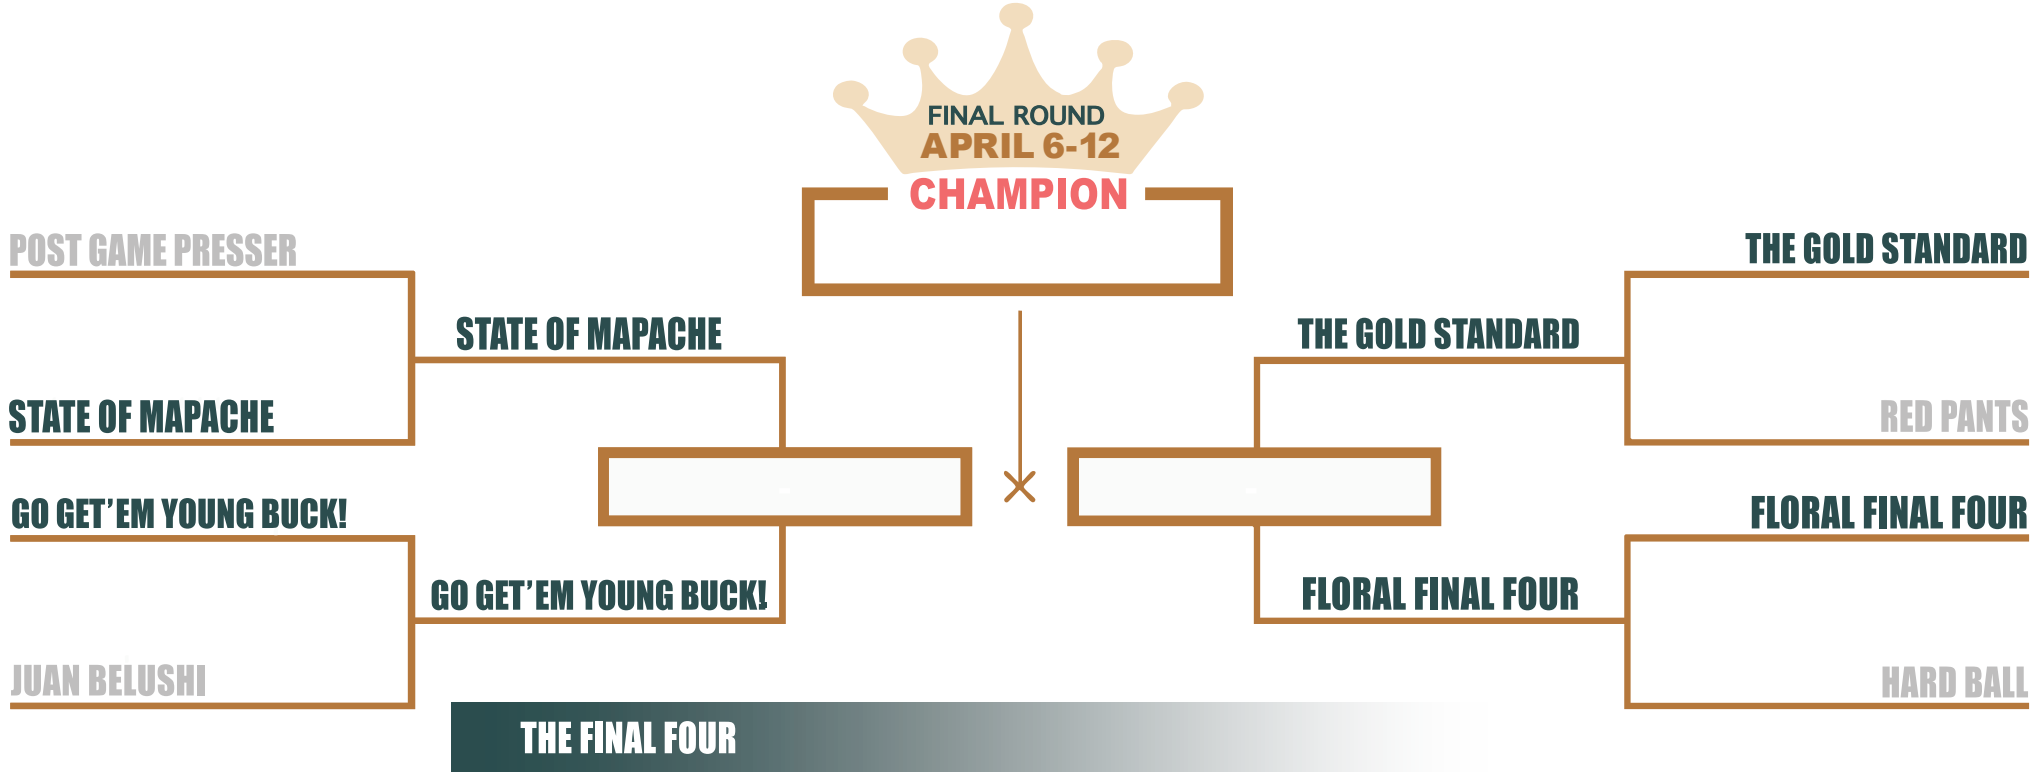 FINAL ROUND
APRIL 6-12
CHAMPION
POST GAME PRESSER
STATE OF MAPACHE
STATE OF MAPACHE
GO GET'EM YOUNG BUCK!
GO GET'EM YOUNG BUCK!
JUAN BELUSHI
THE GOLD STANDARD
THE GOLD STANDARD
RED PANTS
FLORAL FINAL FOUR
FLORAL FINAL FOUR
HARD BALL
THE FINAL FOUR